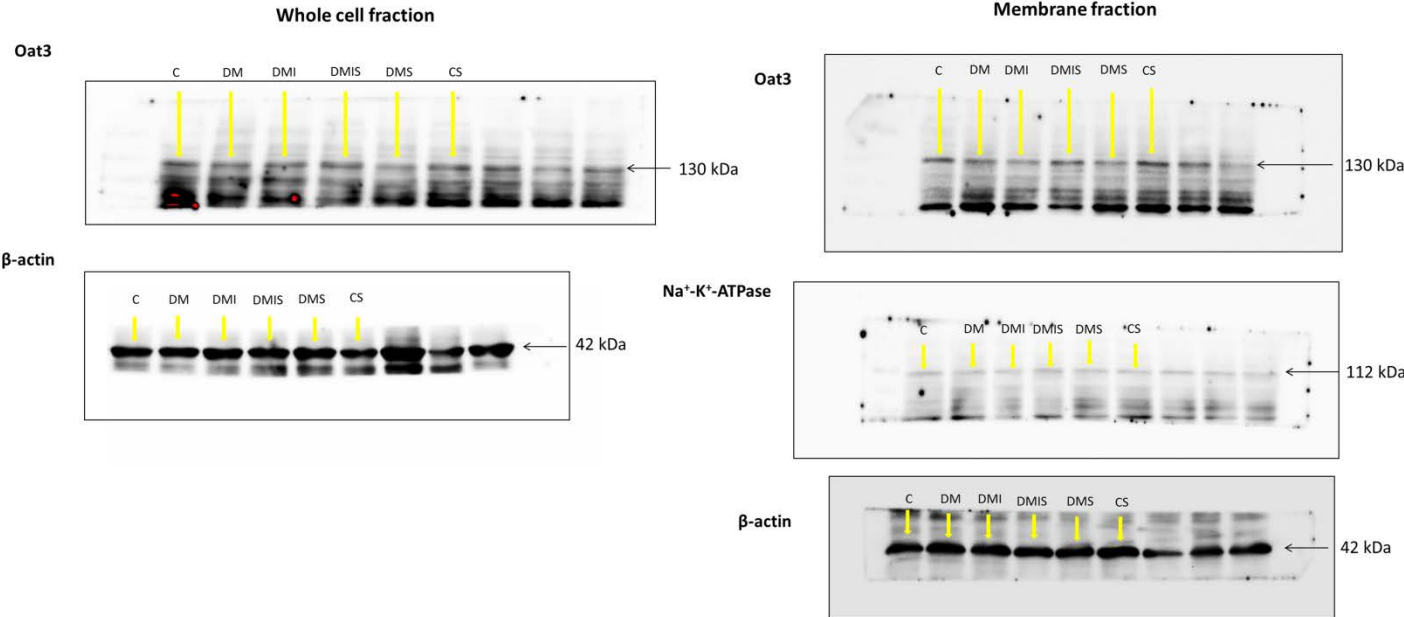 Whole cell fraction
Oat3
C DM DMI DMIS DMS CS
130 kDa
β-actin
C DM DMI DMIS DMS CS
42 kDa
Membrane fraction
Oat3
C DM DMI DMIS DMS CS
130 kDa
Na⁺-K⁺-ATPase
C DM DMI DMIS DMS CS
112 kDa
β-actin
C DM DMI DMIS DMS CS
42 kDa